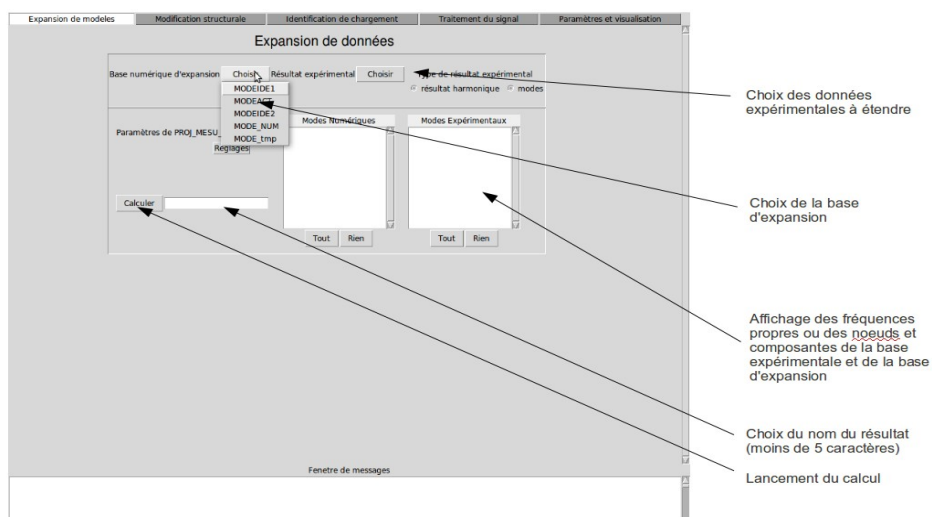 Expansion de modeles
Modification structurale
Identification de chargement
Traitement du signal
Paramètres et visualisation
Expansion de données
Base numérique d'expansion
Choisir
Résultat expérimental
Choisir
Type de résultat expérimental
résultat harmonique
modes
MODEIDE1
MODEACT
MODEIDE2
MODE_NUM
MODE_tmp
Paramètres de PROJ_MESU_
Réglages
Modes Numériques
Modes Expérimentaux
Calculer
Tout
Rien
Tout
Rien
Fenetre de messages
Choix des données
expérimentales à étendre
Choix de la base
d'expansion
Affichage des fréquences
propres ou des noeuds et
composantes de la base
expérimentale et de la base
d'expansion
Choix du nom du résultat
(moins de 5 caractères)
Lancement du calcul